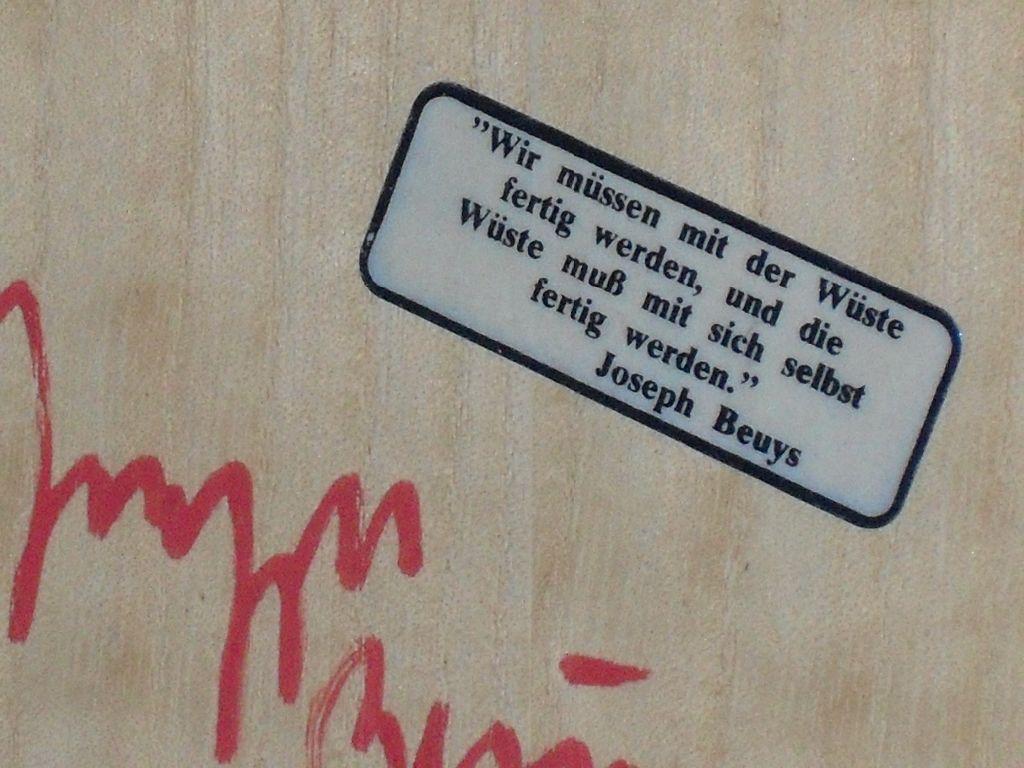 ”Wir müssen mit der Wüste
fertig werden, und die
Wüste muß mit sich selbst
fertig werden.”
Joseph Beuys